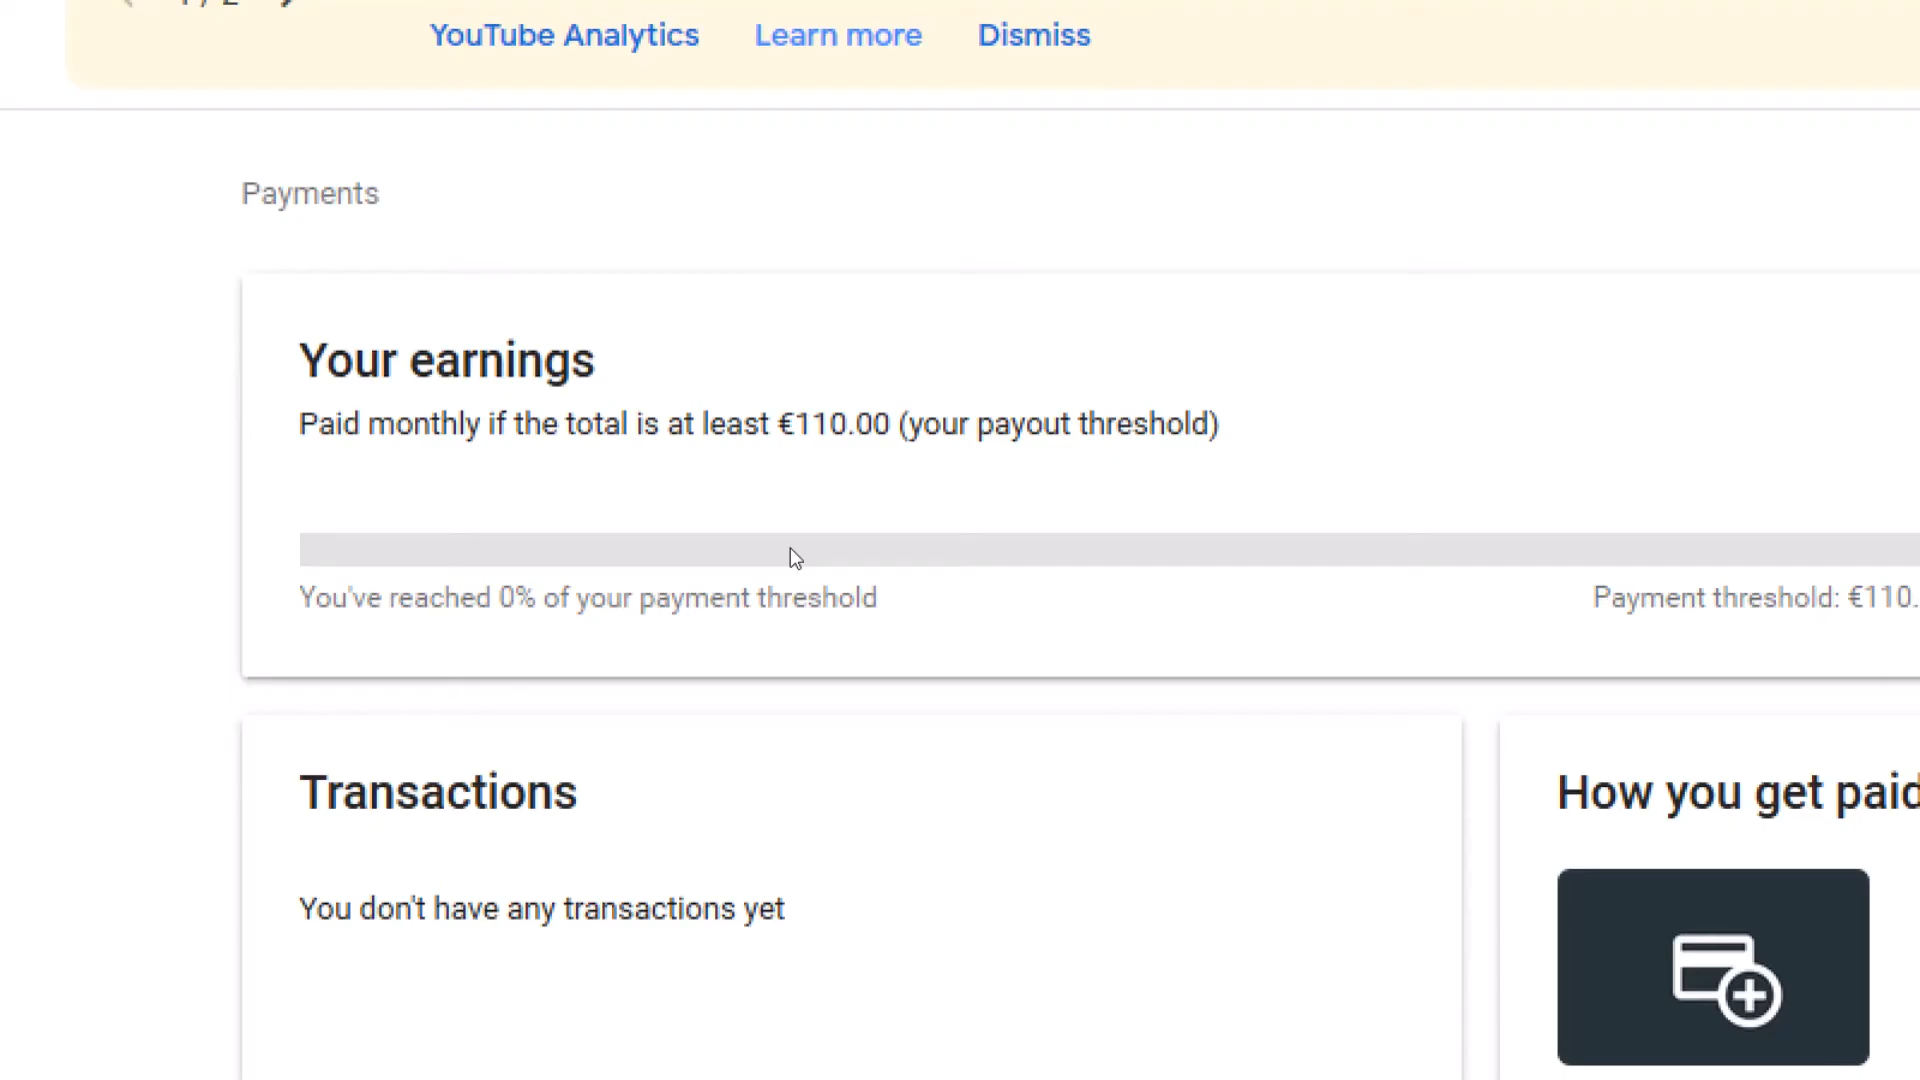 YouTube Analytics Learn more Dismiss
Payments
Your earnings
Paid monthly if the total is at least €110.00 (your payout threshold)
You've reached 0% of your payment threshold
Payment threshold: €110.
Transactions
How you get paid
You don't have any transactions yet